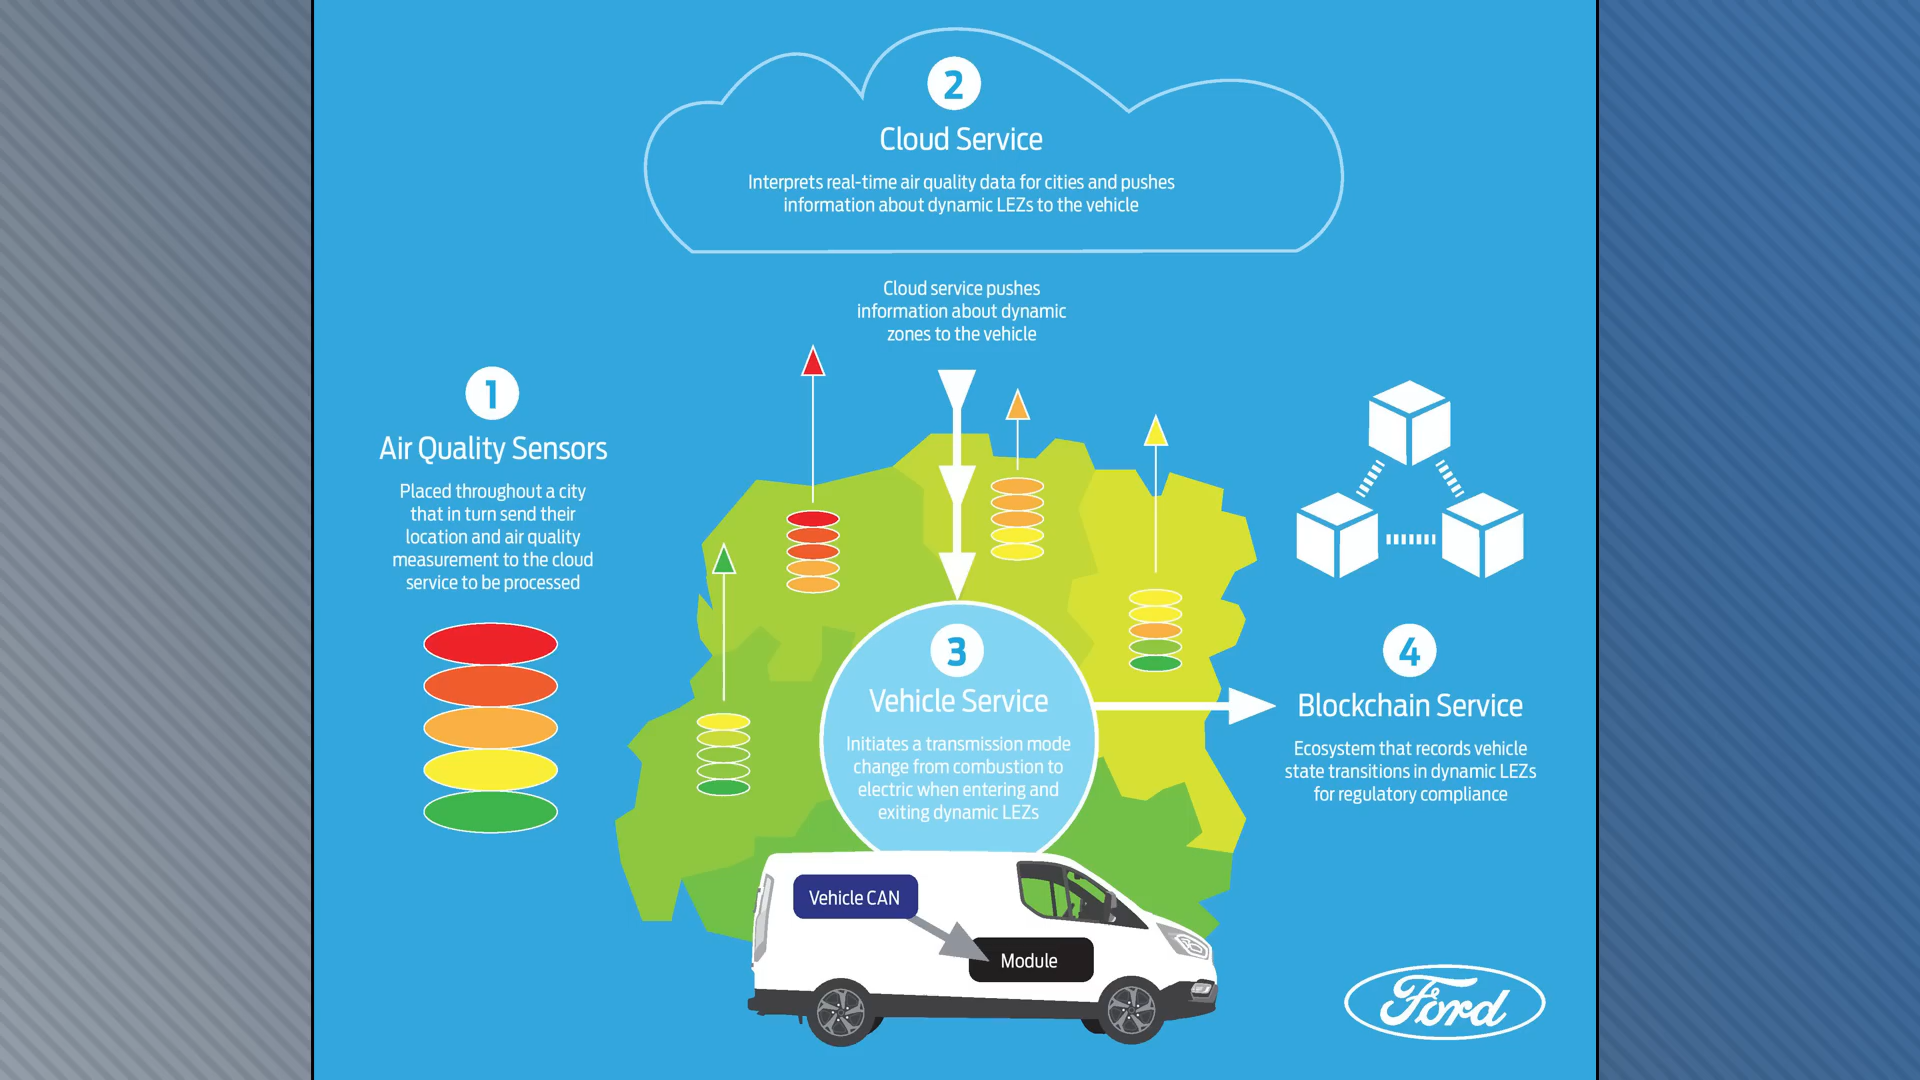 2
Cloud Service
Interprets real-time air quality data for cities and pushes
information about dynamic LEZs to the vehicle
Cloud service pushes
information about dynamic
zones to the vehicle
1
Air Quality Sensors
Placed throughout a city
that in turn send their
location and air quality
measurement to the cloud
service to be processed
3
Vehicle Service
Initiates a transmission mode
change from combustion to
electric when entering and
exiting dynamic LEZs
4
Blockchain Service
Ecosystem that records vehicle
state transitions in dynamic LEZs
for regulatory compliance
Vehicle CAN
Module
Ford